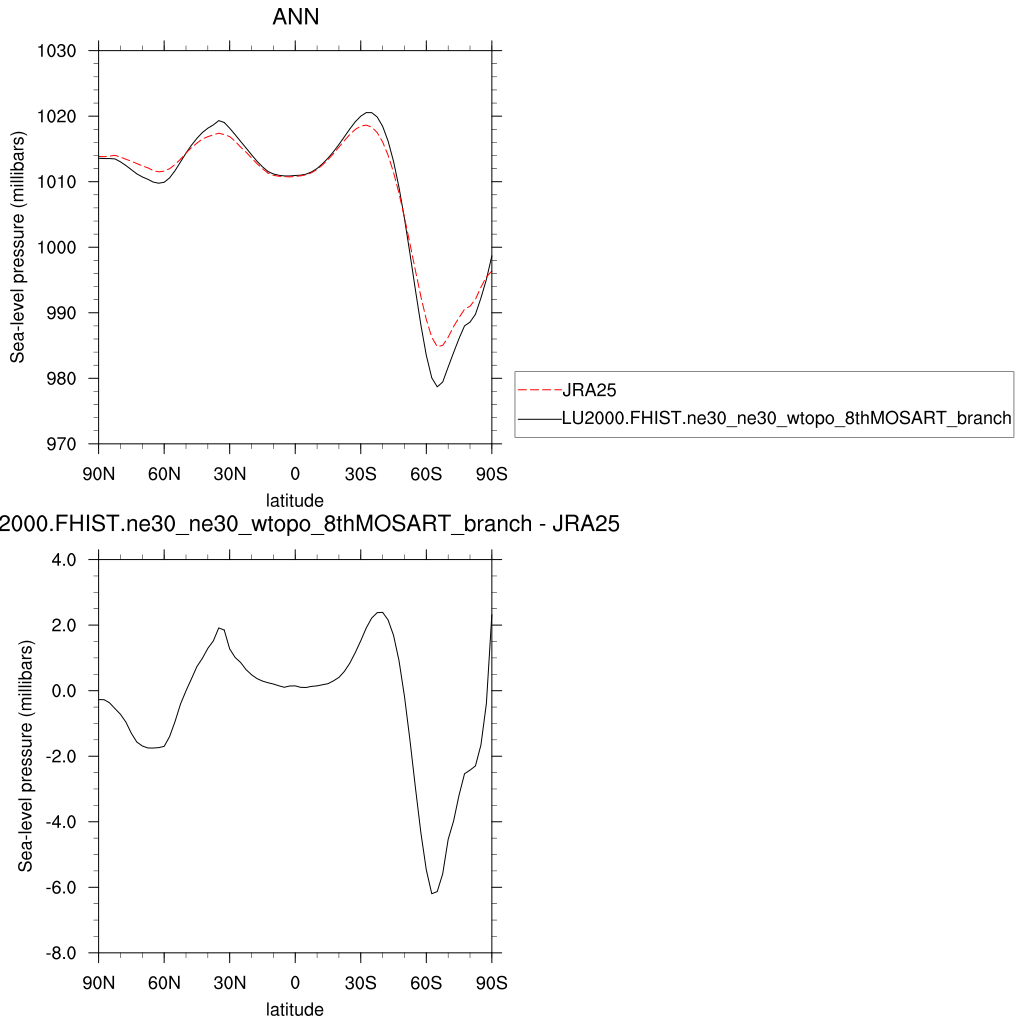 ANN
1030
1020
1010
1000
990
980
970
Sea-level pressure (millibars)
90N 60N 30N 0 30S 60S 90S
latitude
JRA25
LU2000.FHIST.ne30_ne30_wtopo_8thMOSART_branch
2000.FHIST.ne30_ne30_wtopo_8thMOSART_branch - JRA25
4.0
2.0
0.0
-2.0
-4.0
-6.0
-8.0
Sea-level pressure (millibars)
90N 60N 30N 0 30S 60S 90S
latitude